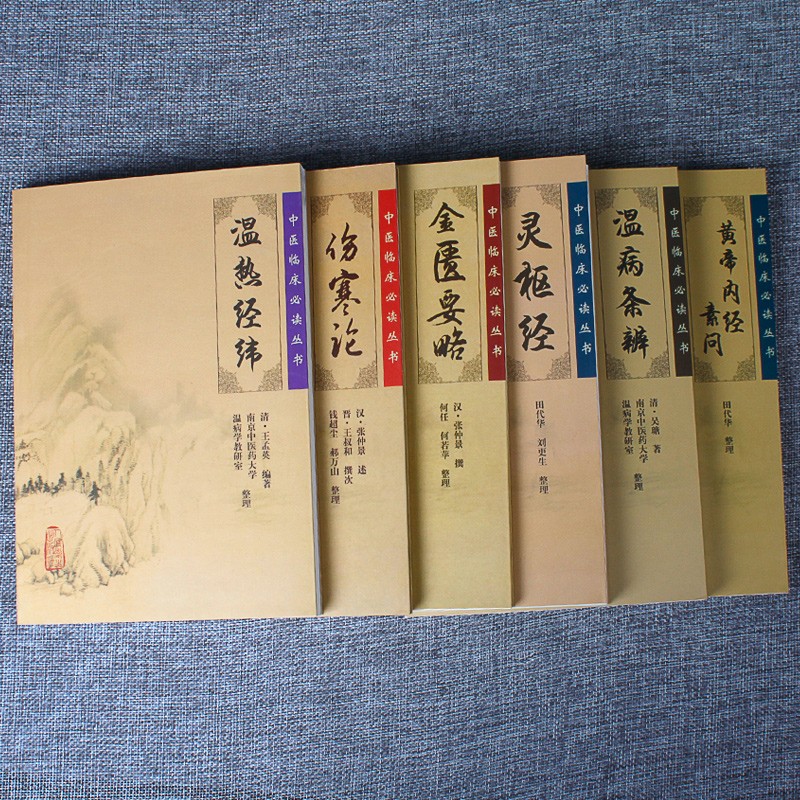 温热经纬
中医临床必读丛书
清·王孟英 编著
南京中医药大学
温病学教研室 整理
伤寒论
中医临床必读丛书
汉·张仲景 述
晋·王叔和 撰次
钱超尘 郝万山 整理
金匮要略
中医临床必读丛书
汉·张仲景 撰
何任 何若苹 整理
灵枢经
中医临床必读丛书
田代华 刘更生 整理
温病条辨
中医临床必读丛书
清·吴瑭 著
南京中医药大学
温病学教研室 整理
黄帝内经
素问
中医临床必读丛书
田代华 整理